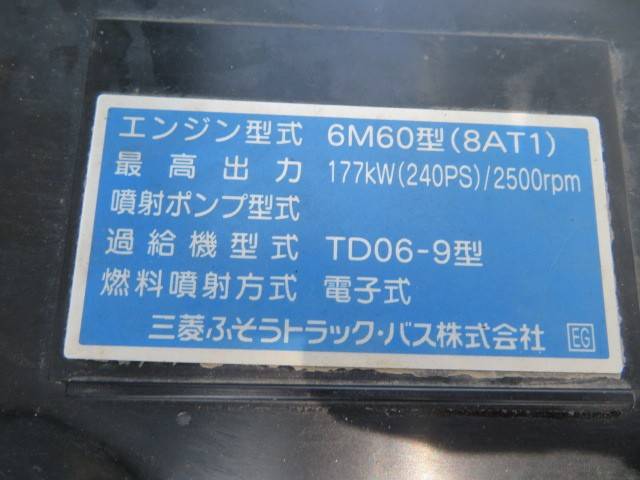 エンジン型式 6M60型(8AT1)
最高出力 177kW(240PS)/2500rpm
噴射ポンプ型式
過給機型式 TD06-9型
燃料噴射方式 電子式
三菱ふそうトラック・バス株式会社 EG